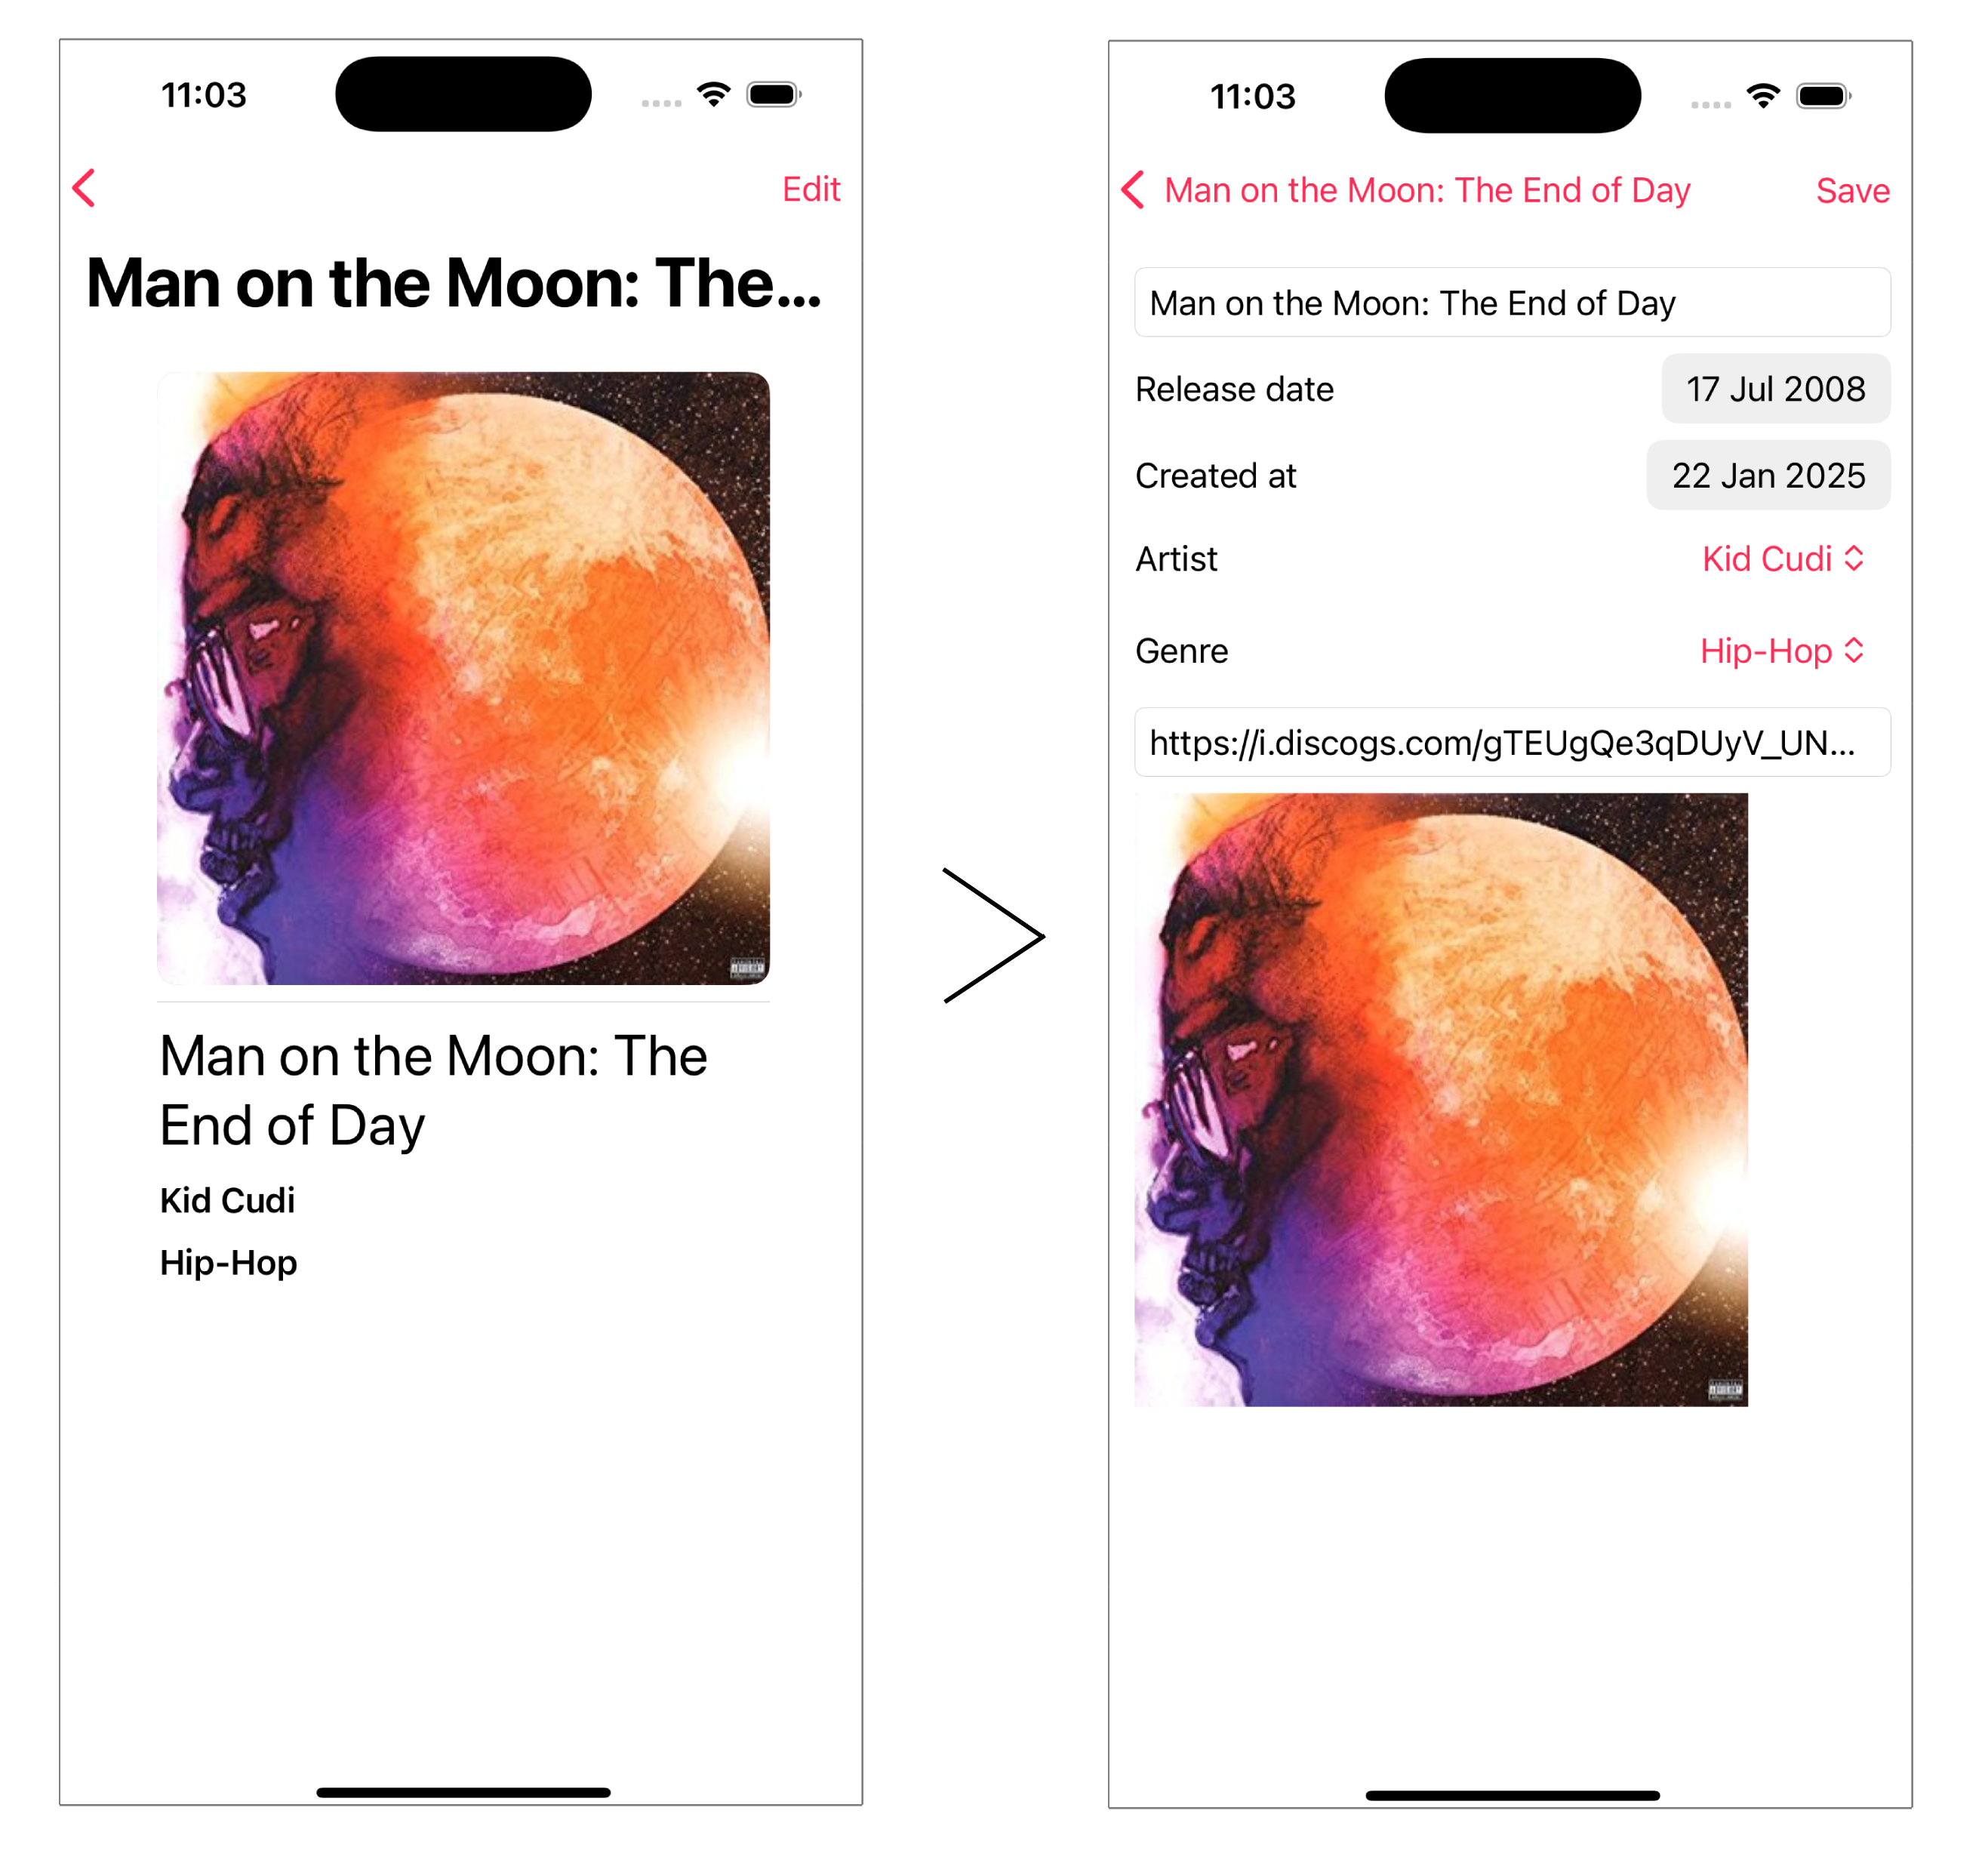 11:03
Edit
Man on the Moon: The...
Man on the Moon: The
End of Day
Kid Cudi
Hip-Hop
11:03
Man on the Moon: The End of Day
Save
Man on the Moon: The End of Day
Release date
17 Jul 2008
Created at
22 Jan 2025
Artist
Kid Cudi
Genre
Hip-Hop
https://i.discogs.com/gTEUgQe3qDUyV_UN...